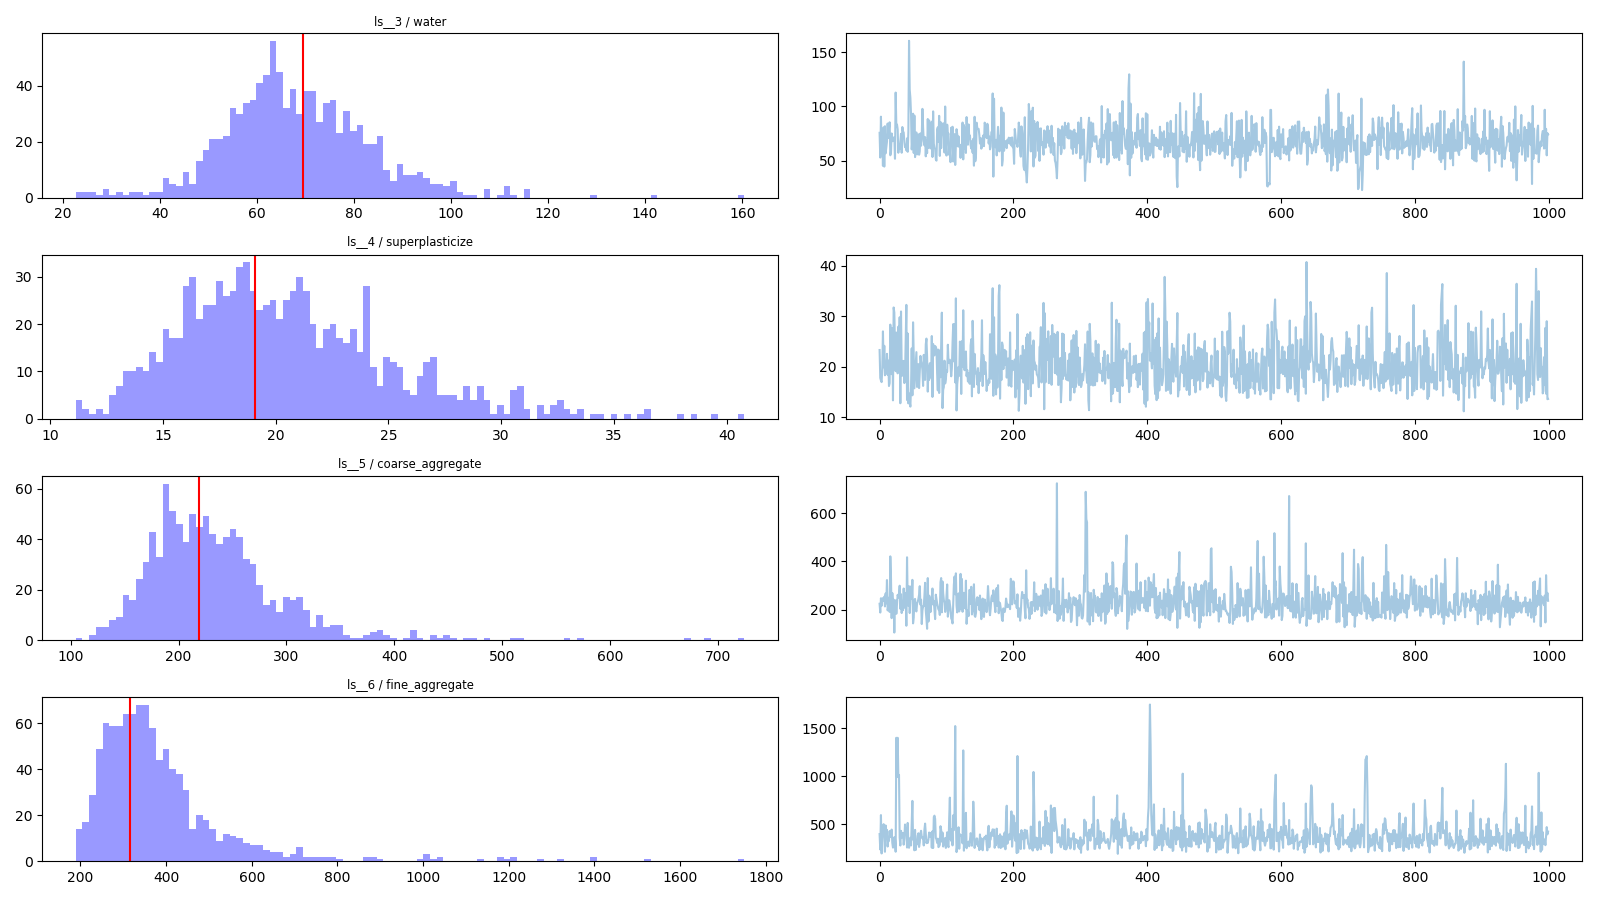 ls__3 / water
40
20
0
20 40 60 80 100 120 140 160
150
100
50
0 200 400 600 800 1000
ls__4 / superplasticize
30
20
10
0
10 15 20 25 30 35 40
40
30
20
10
0 200 400 600 800 1000
ls__5 / coarse_aggregate
60
40
20
0
100 200 300 400 500 600 700
600
400
200
0 200 400 600 800 1000
ls__6 / fine_aggregate
60
40
20
0
200 400 600 800 1000 1200 1400 1600 1800
1500
1000
500
0 200 400 600 800 1000